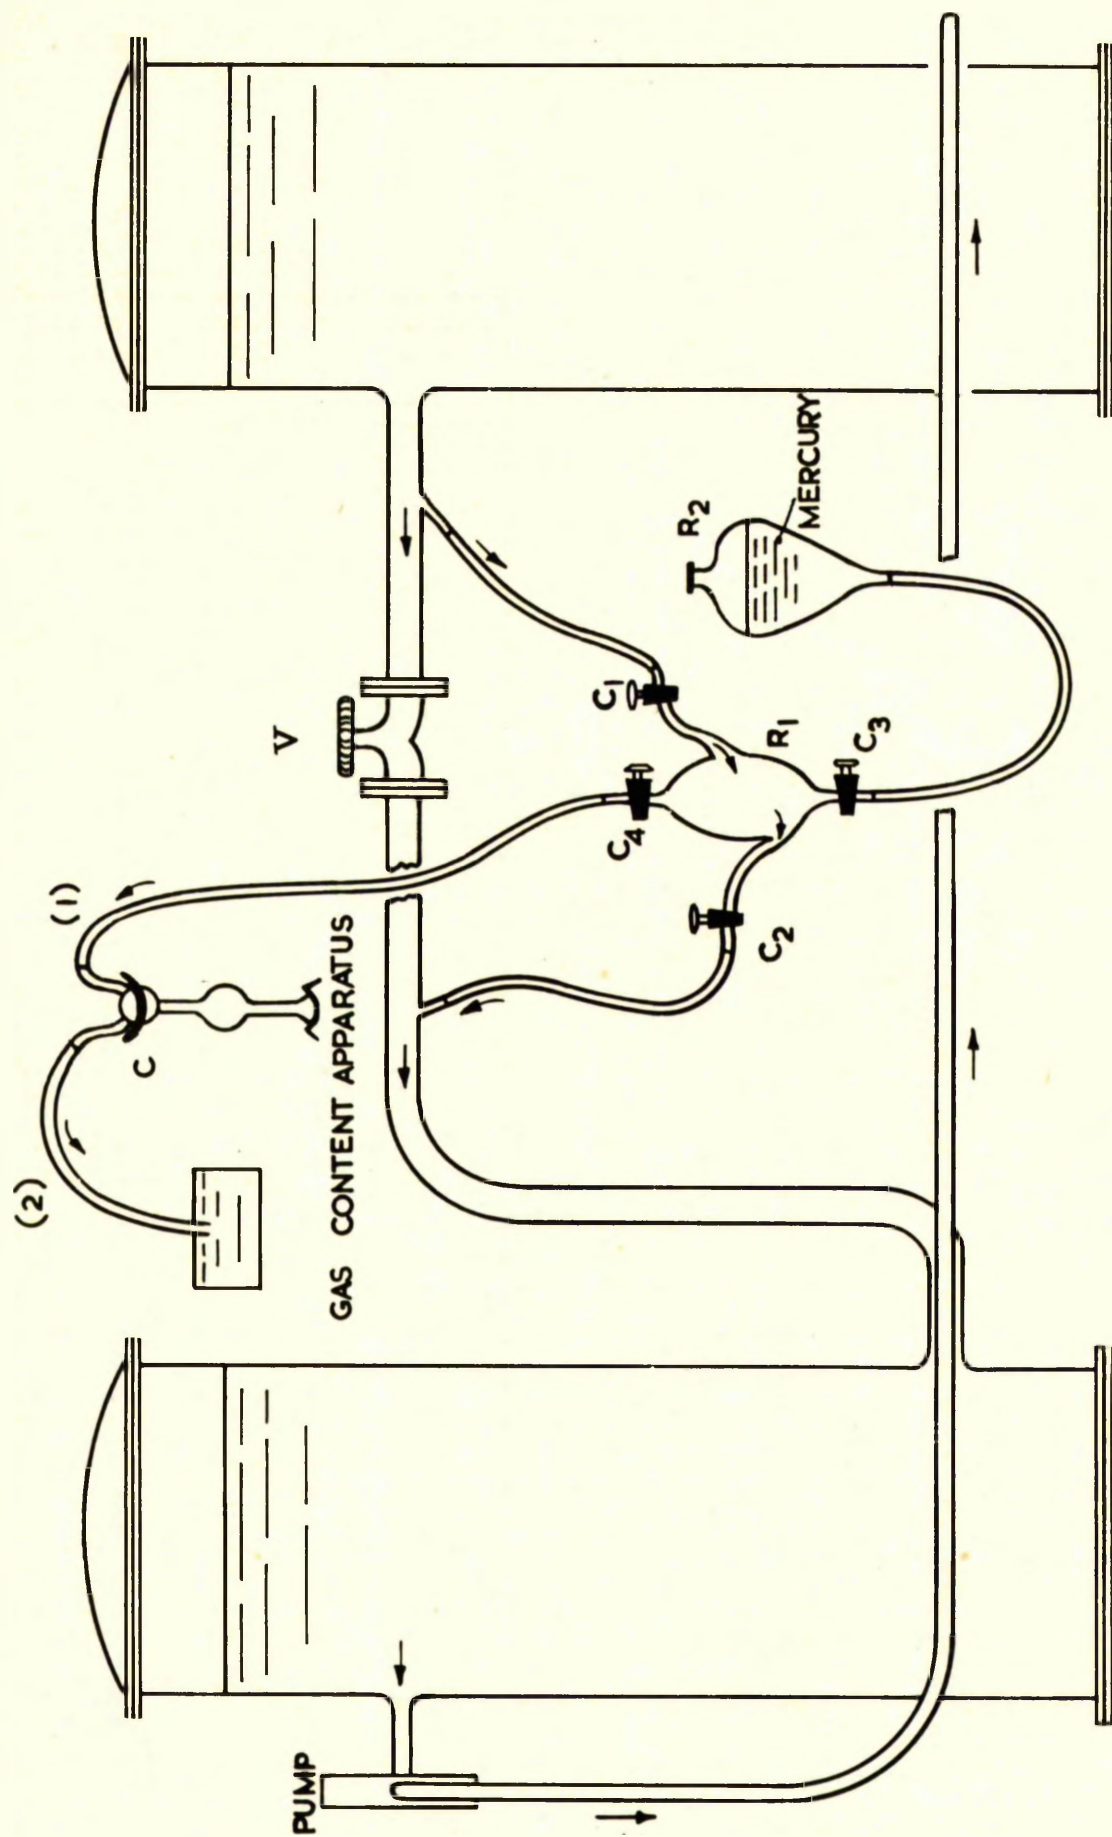 PUMP
(2)
(1)
C
GAS CONTENT APPARATUS
V
C4
C1
C2
R1
C3
R2
MERCURY